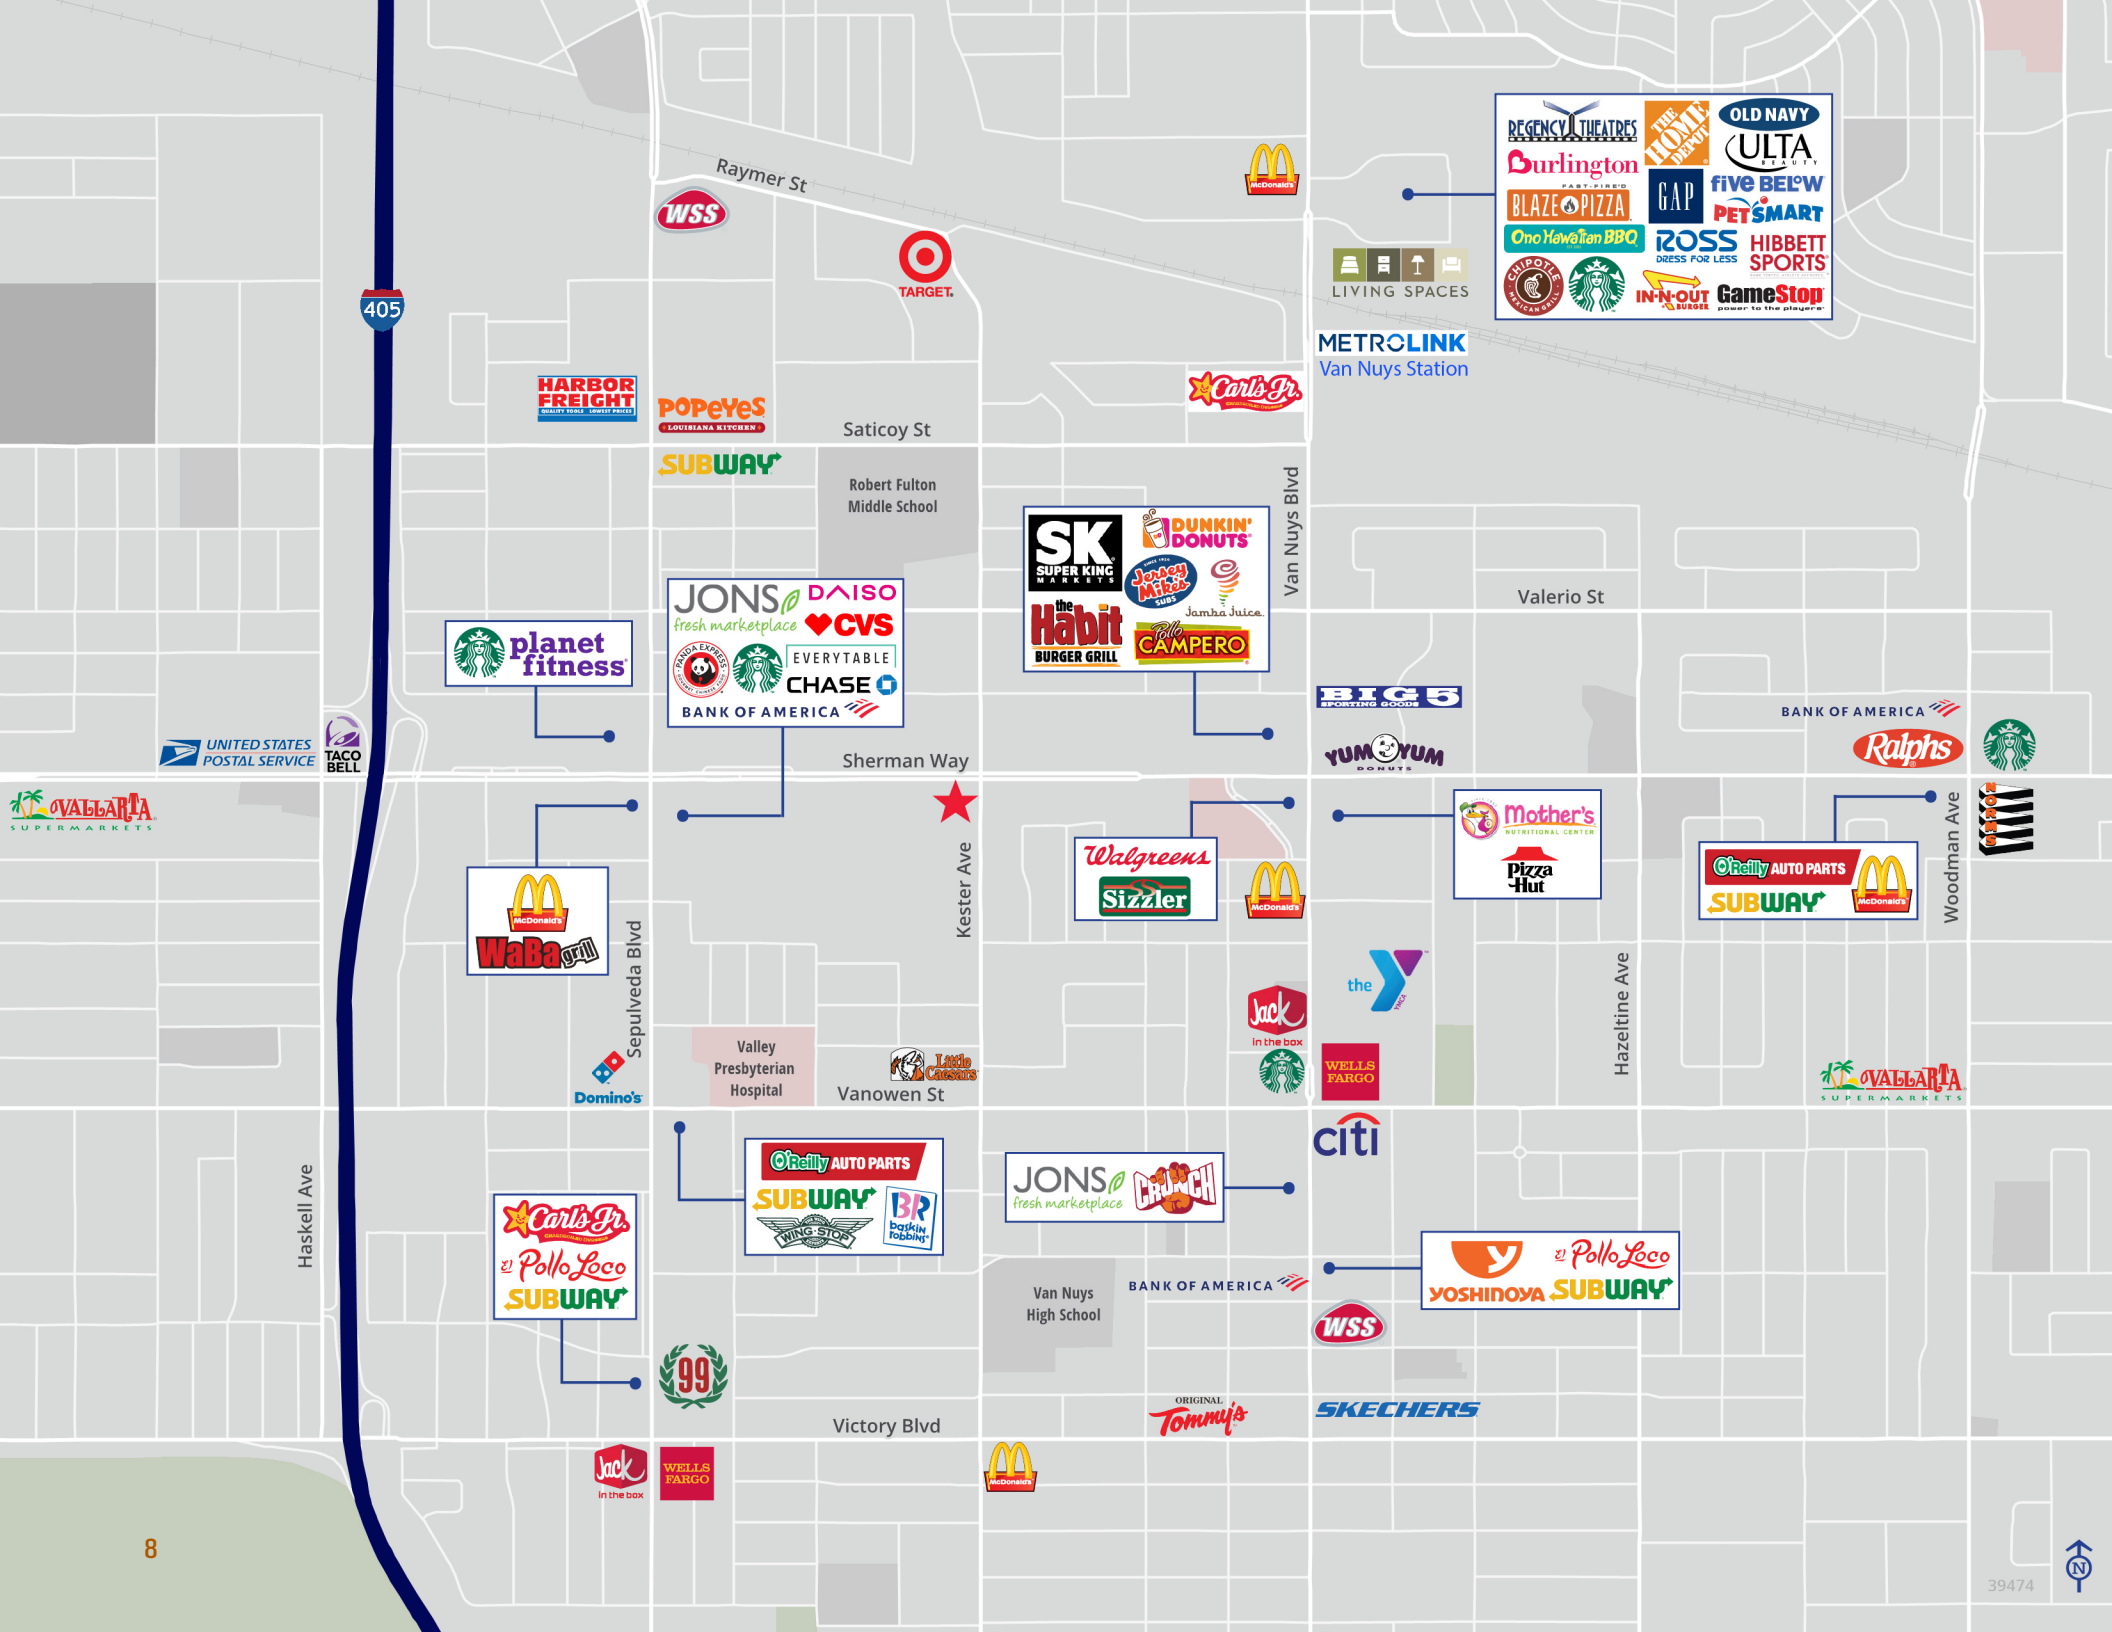 REGENCY THEATRES
THE HOME DEPOT
OLD NAVY
ULTA
BEAUTY
Burlington
FAST-FIRE'D
BLAZE PIZZA
GAP
five BELOW
PETSMART
Ono Hawaiian BBQ
ROSS
DRESS FOR LESS
HIBBETT
SPORTS
CHIPOTLE
MEXICAN GRILL
IN-N-OUT
BURGER
GameStop
power to the players
McDonald's
Raymer St
WSS
TARGET.
LIVING SPACES
405
METROLINK
Van Nuys Station
HARBOR
FREIGHT
QUALITY TOOLS LOWEST PRICES
POPEYES
LOUISIANA KITCHEN
Carl's Jr.
Saticoy St
SUBWAY
Robert Fulton
Middle School
Van Nuys Blvd
SK
SUPER KING
MARKETS
DUNKIN'
DONUTS
SINCE 1956
Jersey
Mike's
SUBS
Jamba Juice
the
Habit
BURGER GRILL
Pollo
CAMPERO
Valerio St
JONS
fresh marketplace
DAISO
CVS
PANDA EXPRESS
GOURMET CHINESE FOOD
EVERYTABLE
CHASE
BANK OF AMERICA
planet
fitness
BIG 5
SPORTING GOODS
YUM YUM
DONUTS
BANK OF AMERICA
Ralphs
UNITED STATES
POSTAL SERVICE
TACO
BELL
Sherman Way
VALLARTA
SUPERMARKETS
Kester Ave
Walgreens
Sizzler
McDonald's
Mother's
NUTRITIONAL CENTER
Pizza
Hut
O'Reilly AUTO PARTS
SUBWAY
McDonald's
Woodman Ave
NORMS
McDonald's
WaBa grill
Sepulveda Blvd
the
YMCA
Hazeltine Ave
Jack
in the box
WELLS
FARGO
Valley
Presbyterian
Hospital
Little
Caesars
Domino's
Vanowen St
VALLARTA
SUPERMARKETS
citi
O'Reilly AUTO PARTS
SUBWAY
WING-STOP
BR
baskin
robbins
JONS
fresh marketplace
CRUNCH
Haskell Ave
Carl's Jr.
El Pollo Loco
SUBWAY
Van Nuys
High School
BANK OF AMERICA
YOSHINOYA
El Pollo Loco
SUBWAY
WSS
99
ORIGINAL
Tommy's
SKECHERS
Victory Blvd
Jack
in the box
WELLS
FARGO
McDonald's
8
39474
N